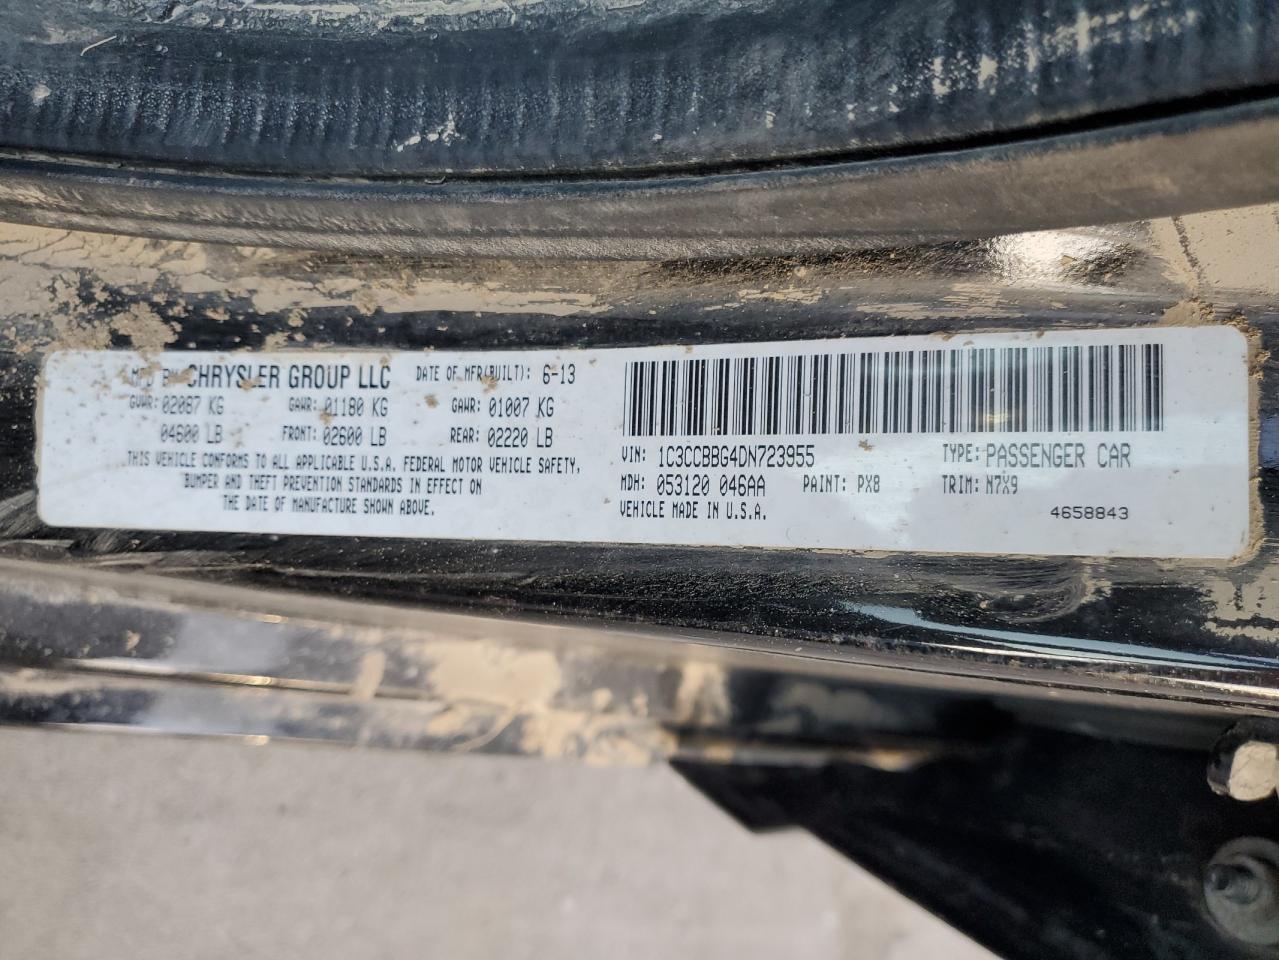 MFD BY CHRYSLER GROUP LLC DATE OF MFR(BUILT): 6-13
GVWR: 02087 KG GAWR: 01180 KG GAWR: 01007 KG
04600 LB FRONT: 02600 LB REAR: 02220 LB
THIS VEHICLE CONFORMS TO ALL APPLICABLE U.S.A. FEDERAL MOTOR VEHICLE SAFETY,
BUMPER AND THEFT PREVENTION STANDARDS IN EFFECT ON
THE DATE OF MANUFACTURE SHOWN ABOVE.
VIN: 1C3CCBBG4DN723955 TYPE: PASSENGER CAR
MDH: 053120 046AA PAINT: PX8 TRIM: N7X9
VEHICLE MADE IN U.S.A. 4658843